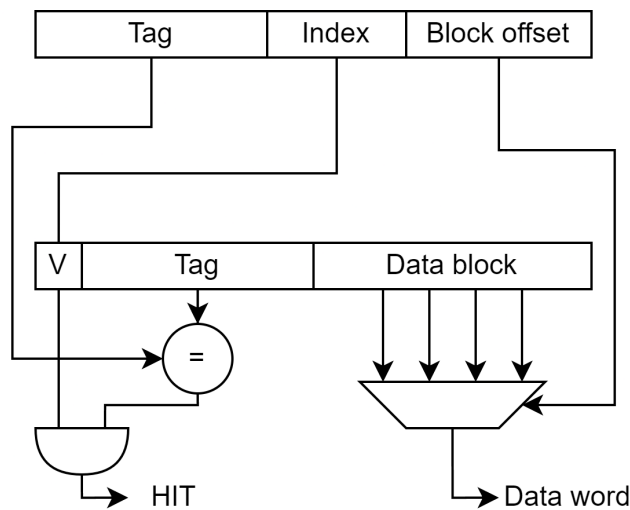 Tag Index Block offset
V Tag Data block
=
HIT Data word